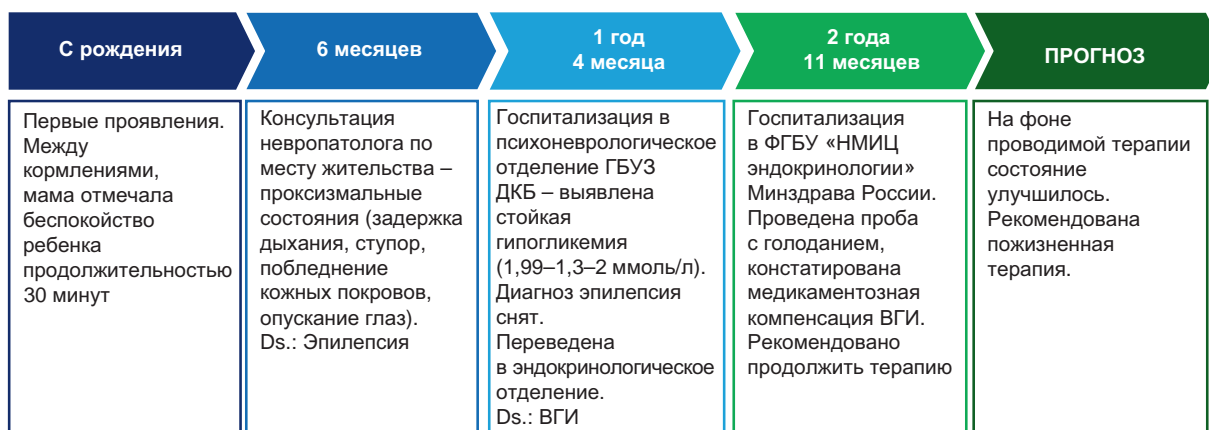 С рождения
6 месяцев
1 год
4 месяца
2 года
11 месяцев
ПРОГНОЗ
Первые проявления.
Между
кормлениями,
мама отмечала
беспокойство
ребенка
продолжительностью
30 минут
Консультация
невропатолога по
месту жительства –
проксизмальные
состояния (задержка
дыхания, ступор,
побледнение
кожных покровов,
опускание глаз).
Ds.: Эпилепсия
Госпитализация в
психоневрологическое
отделение ГБУЗ
ДКБ – выявлена
стойкая
гипогликемия
(1,99–1,3–2 ммоль/л).
Диагноз эпилепсия
снят.
Переведена
в эндокринологическое
отделение.
Ds.: ВГИ
Госпитализация
в ФГБУ «НМИЦ
эндокринологии»
Минздрава России.
Проведена проба
с голоданием,
констатирована
медикаментозная
компенсация ВГИ.
Рекомендовано
продолжить терапию
На фоне
проводимой терапии
состояние
улучшилось.
Рекомендована
пожизненная
терапия.